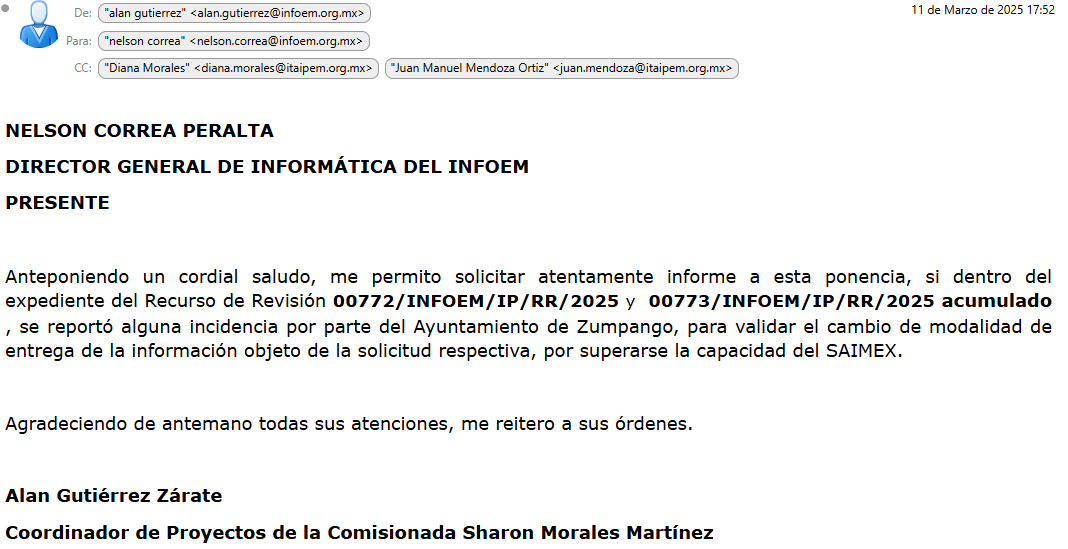 De: "alan gutierrez" <alan.gutierrez@infoem.org.mx> 11 de Marzo de 2025 17:52
Para: "nelson correa" <nelson.correa@infoem.org.mx>
CC: "Diana Morales" <diana.morales@itaipem.org.mx> "Juan Manuel Mendoza Ortiz" <juan.mendoza@itaipem.org.mx>
NELSON CORREA PERALTA
DIRECTOR GENERAL DE INFORMÁTICA DEL INFOEM
PRESENTE
Anteponiendo un cordial saludo, me permito solicitar atentamente informe a esta ponencia, si dentro del
expediente del Recurso de Revisión 00772/INFOEM/IP/RR/2025 y 00773/INFOEM/IP/RR/2025 acumulado
, se reportó alguna incidencia por parte del Ayuntamiento de Zumpango, para validar el cambio de modalidad de
entrega de la información objeto de la solicitud respectiva, por superarse la capacidad del SAIMEX.
Agradeciendo de antemano todas sus atenciones, me reitero a sus órdenes.
Alan Gutiérrez Zárate
Coordinador de Proyectos de la Comisionada Sharon Morales Martínez